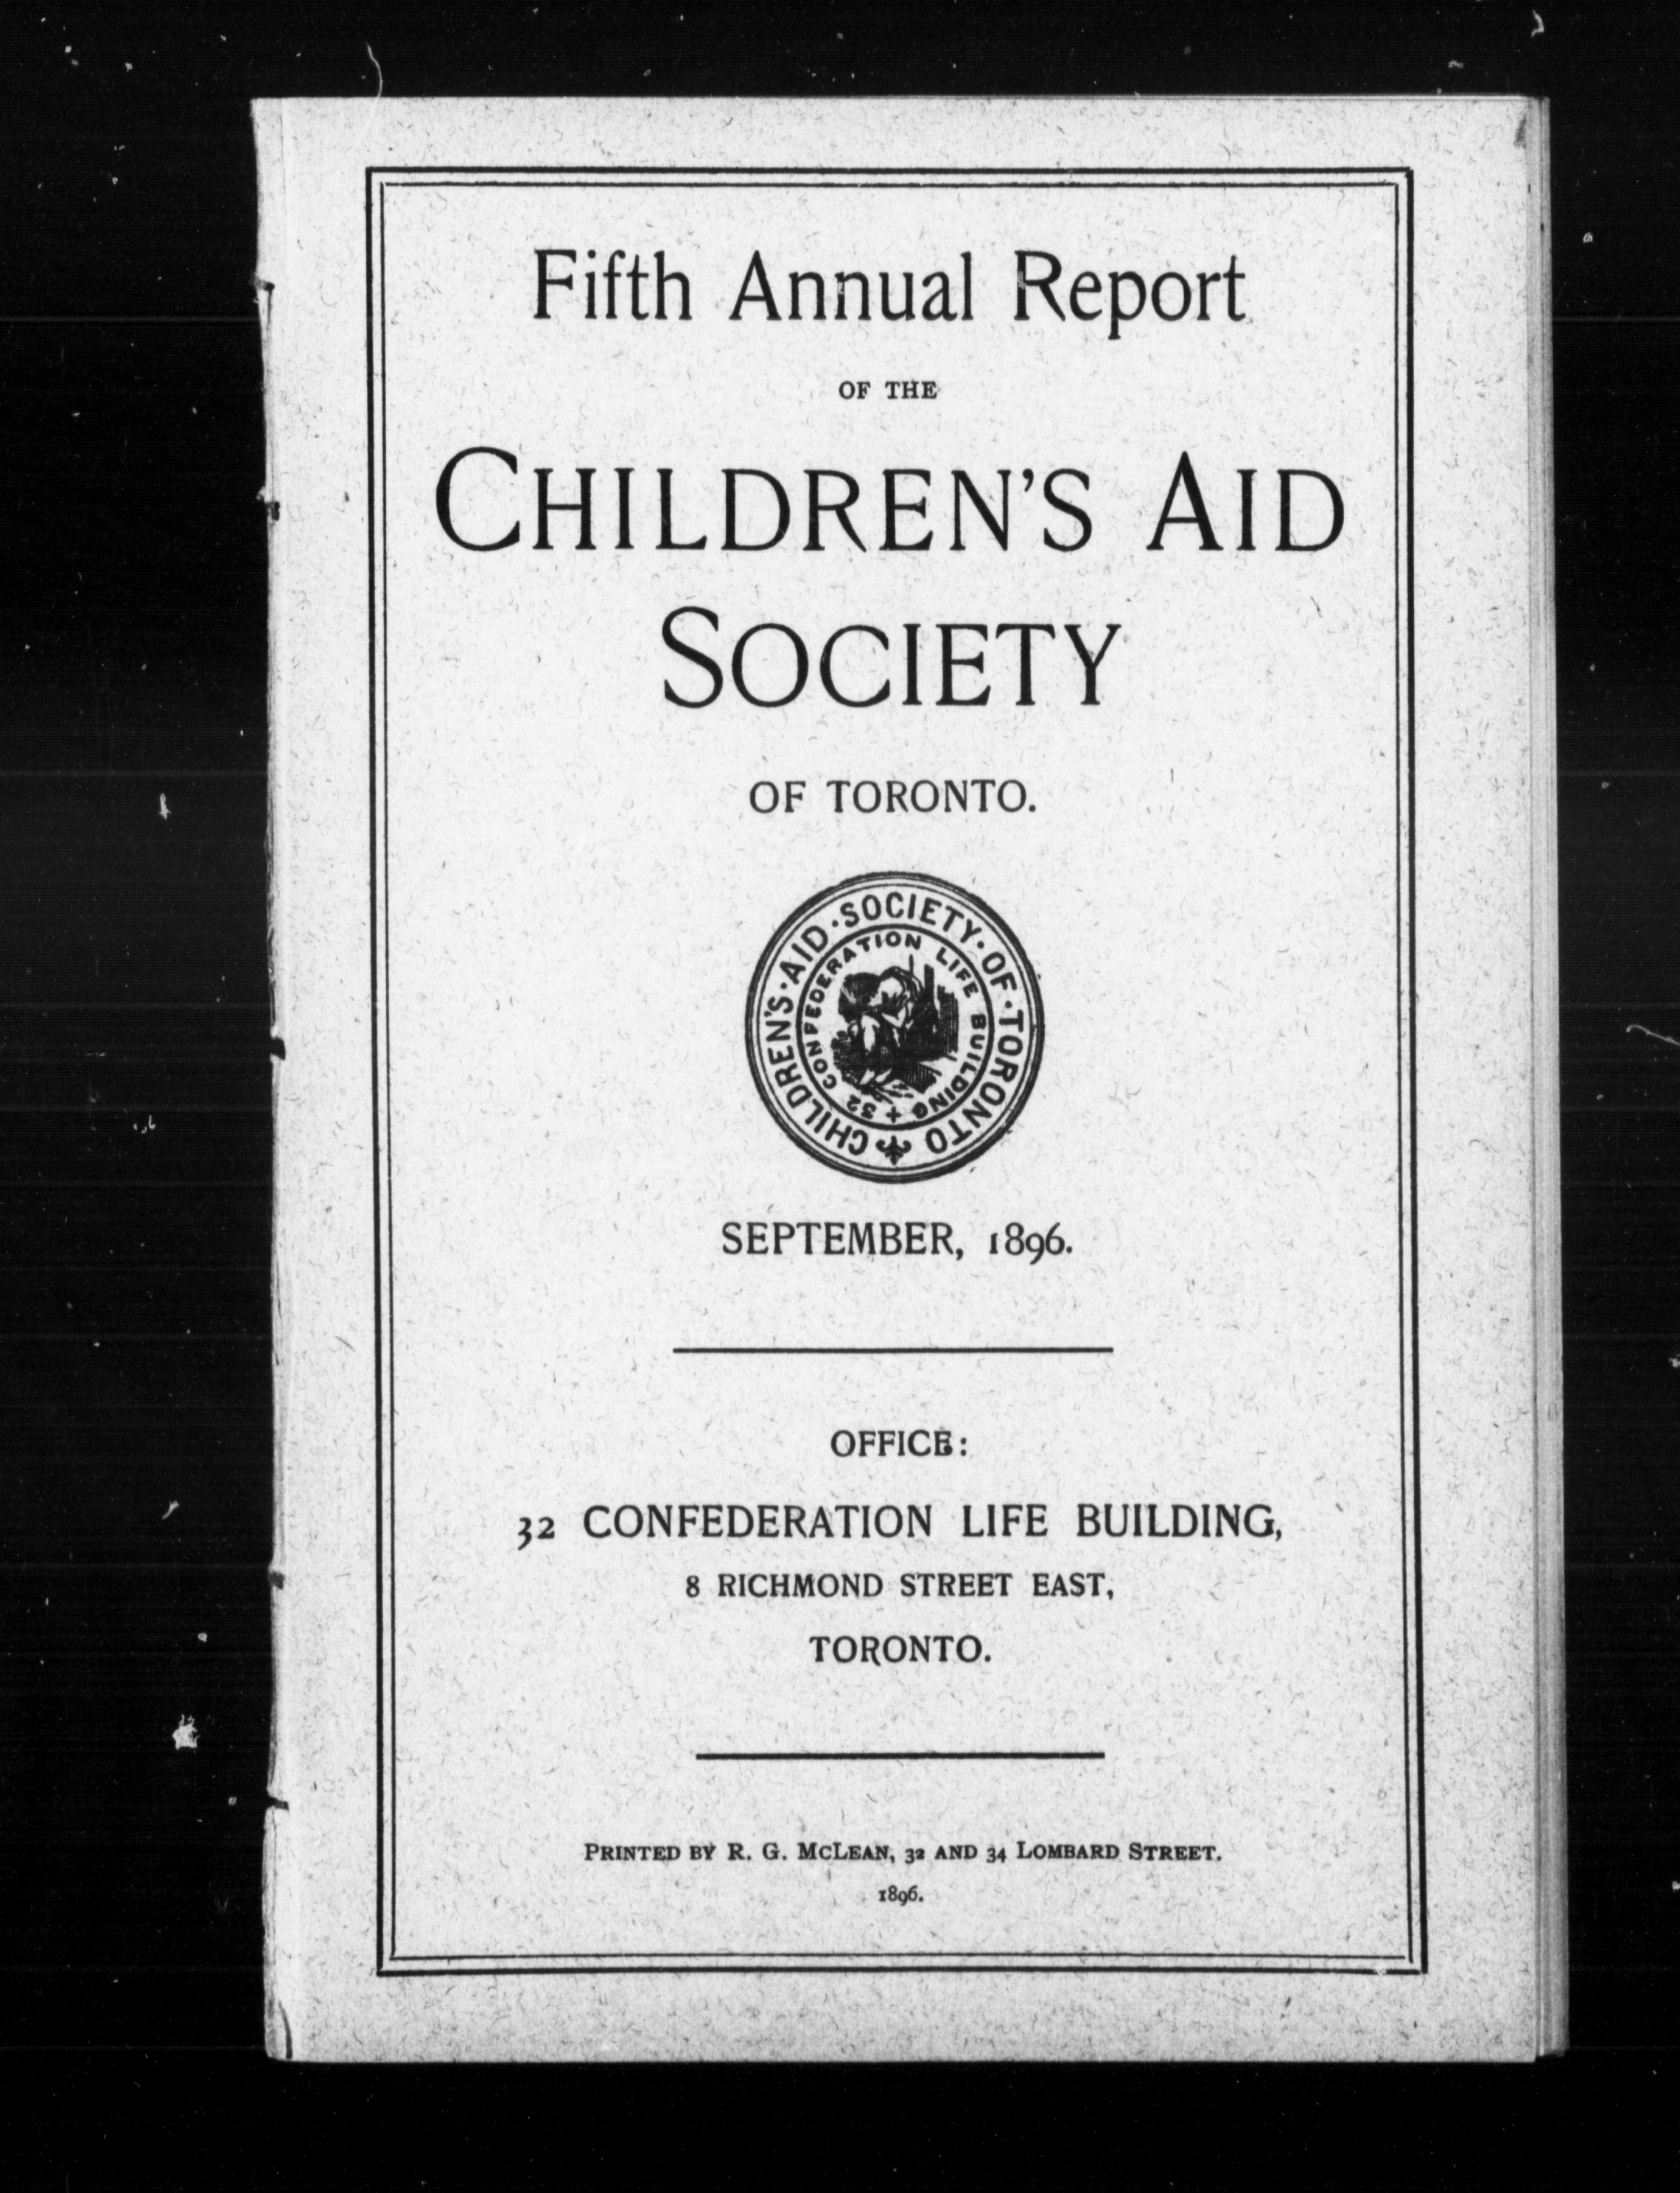 Fifth Annual Report
OF THE
CHILDREN'S AID
SOCIETY
OF TORONTO.
CHILDREN'S · AID · SOCIETY · OF · TORONTO
32 CONFEDERATION LIFE BUILDING +
SEPTEMBER, 1896.
OFFICE:
32 CONFEDERATION LIFE BUILDING,
8 RICHMOND STREET EAST,
TORONTO.
PRINTED BY R. G. MCLEAN, 32 AND 34 LOMBARD STREET.
1896.